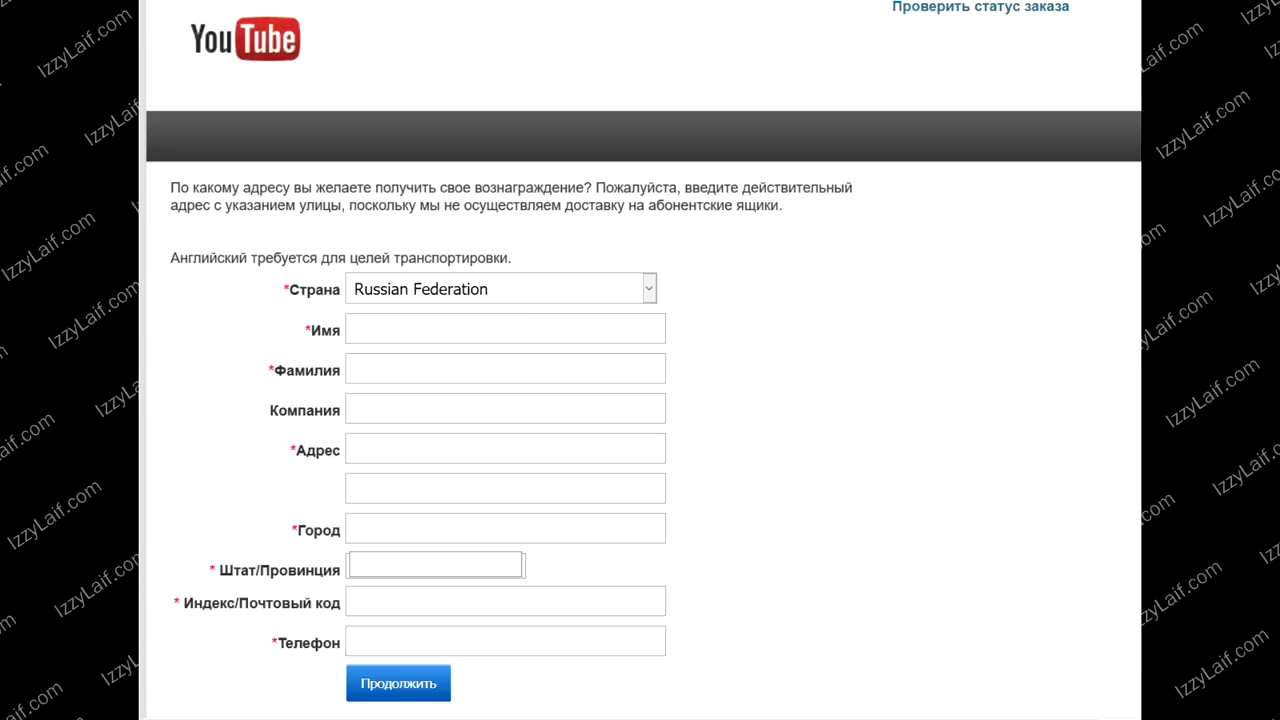 Проверить статус заказа
YouTube
По какому адресу вы желаете получить свое вознаграждение? Пожалуйста, введите действительный
адрес с указанием улицы, поскольку мы не осуществляем доставку на абонентские ящики.
Английский требуется для целей транспортировки.
*Страна Russian Federation
*Имя
*Фамилия
Компания
*Адрес
*Город
* Штат/Провинция
* Индекс/Почтовый код
*Телефон
Продолжить
IzzyLaif.com